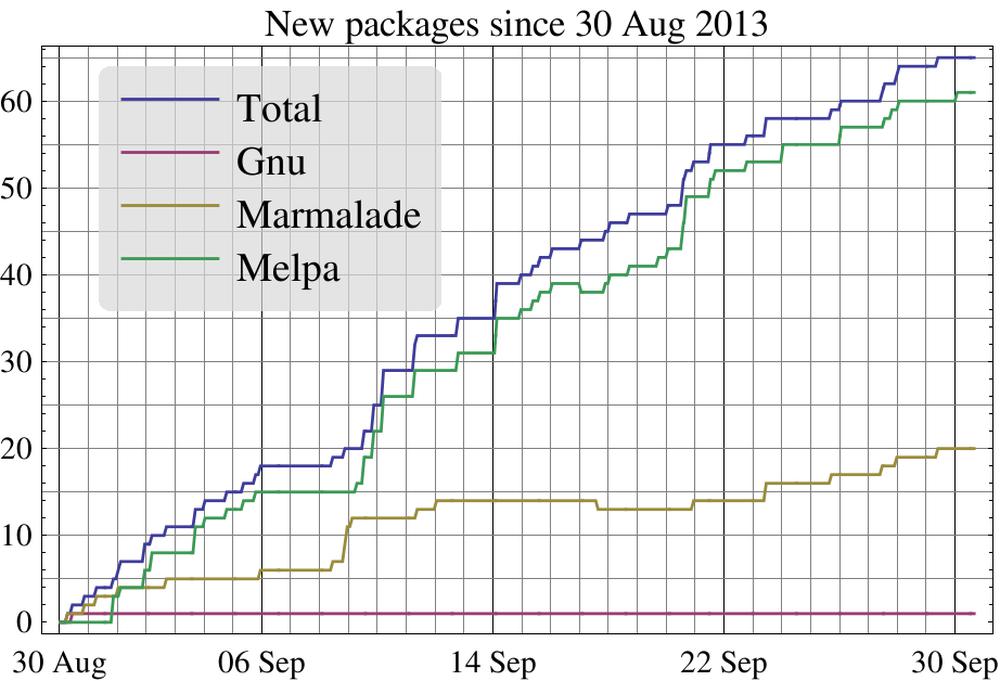 New packages since 30 Aug 2013
Total
Gnu
Marmalade
Melpa
60
50
40
30
20
10
0
30 Aug 06 Sep 14 Sep 22 Sep 30 Sep